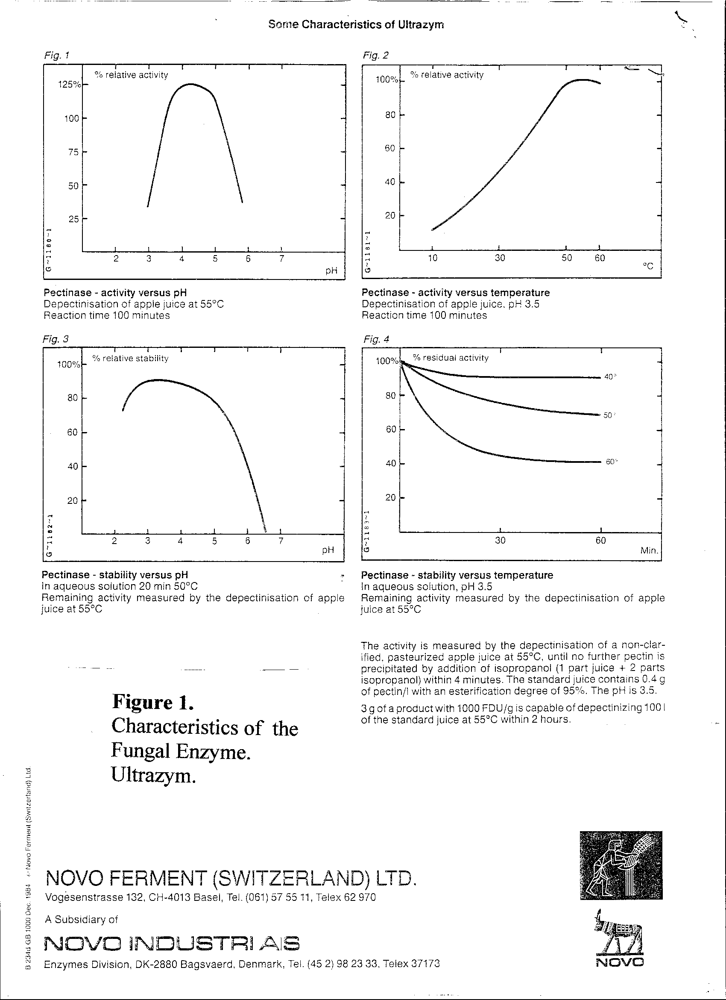 Some Characteristics of Ultrazym
Fig. 1
% relative activity
125%
100
75
50
25
2 3 4 5 6 7
pH
G~1180~1
Pectinase - activity versus pH
Depectinisation of apple juice at 55°C
Reaction time 100 minutes
Fig. 2
% relative activity
100%
80
60
40
20
10 30 50 60
°C
G~1181~1
Pectinase - activity versus temperature
Depectinisation of apple juice. pH 3.5
Reaction time 100 minutes
Fig. 3
% relative stability
100%
80
60
40
20
2 3 4 5 6 7
pH
G~1182~1
Pectinase - stability versus pH
In aqueous solution 20 min 50°C
Remaining activity measured by the depectinisation of apple
juice at 55°C
Fig. 4
% residual activity
100%
80
60
40
20
40°
50°
60°
30 60
Min.
G~1183~1
Pectinase - stability versus temperature
In aqueous solution, pH 3.5
Remaining activity measured by the depectinisation of apple
juice at 55°C
The activity is measured by the depectinisation of a non-clar-
ified, pasteurized apple juice at 55°C, until no further pectin is
precipitated by addition of isopropanol (1 part juice + 2 parts
isopropanol) within 4 minutes. The standard juice contains 0.4 g
of pectin/l with an esterification degree of 95%. The pH is 3.5.
3 g of a product with 1000 FDU/g is capable of depectinizing 100 l
of the standard juice at 55°C within 2 hours.
Figure 1.
Characteristics of the
Fungal Enzyme.
Ultrazym.
B 234d GB 1000 Dec. 1984 © Novo Ferment (Switzerland) Ltd.
NOVO FERMENT (SWITZERLAND) LTD.
Vogesenstrasse 132, CH-4013 Basel, Tel. (061) 57 55 11, Telex 62 970
A Subsidiary of
NOVO INDUSTRI A/S
Enzymes Division, DK-2880 Bagsvaerd, Denmark, Tel. (45 2) 98 23 33, Telex 37173
NOVO